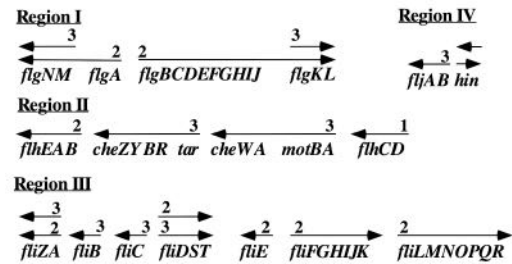 Region I Region IV
3
2 2 3 3
flgNM flgA flgBCDEFGHIJ flgKL fljAB hin
Region II
2 3 3 1
flhEAB cheZYBR tar cheWA motBA flhCD
Region III
3 2
2 3 3 3 2 2 2
fliZA fliB fliC fliDST fliE fliFGHIJK fliLMNOPQR